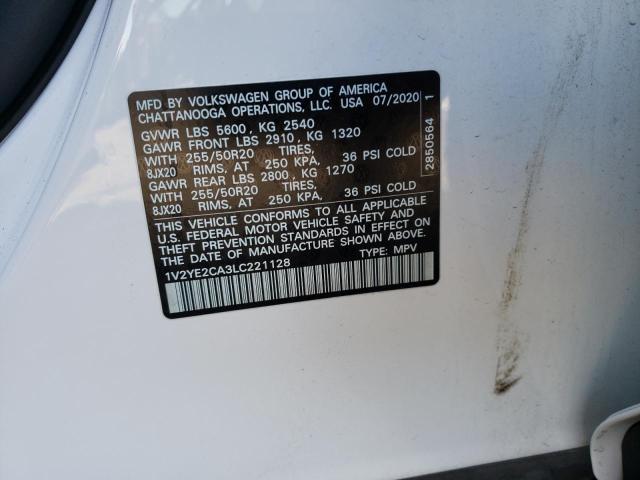 MFD BY VOLKSWAGEN GROUP OF AMERICA
CHATTANOOGA OPERATIONS, LLC. USA 07/2020
GVWR LBS 5600, KG 2540
GAWR FRONT LBS 2910, KG 1320
WITH 255/50R20 TIRES,
8JX20 RIMS, AT 250 KPA, 36 PSI COLD
GAWR REAR LBS 2800, KG 1270
WITH 255/50R20 TIRES,
8JX20 RIMS, AT 250 KPA, 36 PSI COLD
THIS VEHICLE CONFORMS TO ALL APPLICABLE
U.S. FEDERAL MOTOR VEHICLE SAFETY AND
THEFT PREVENTION STANDARDS IN EFFECT ON
THE DATE OF MANUFACTURE SHOWN ABOVE.
1V2YE2CA3LC221128 TYPE: MPV
2850564 1